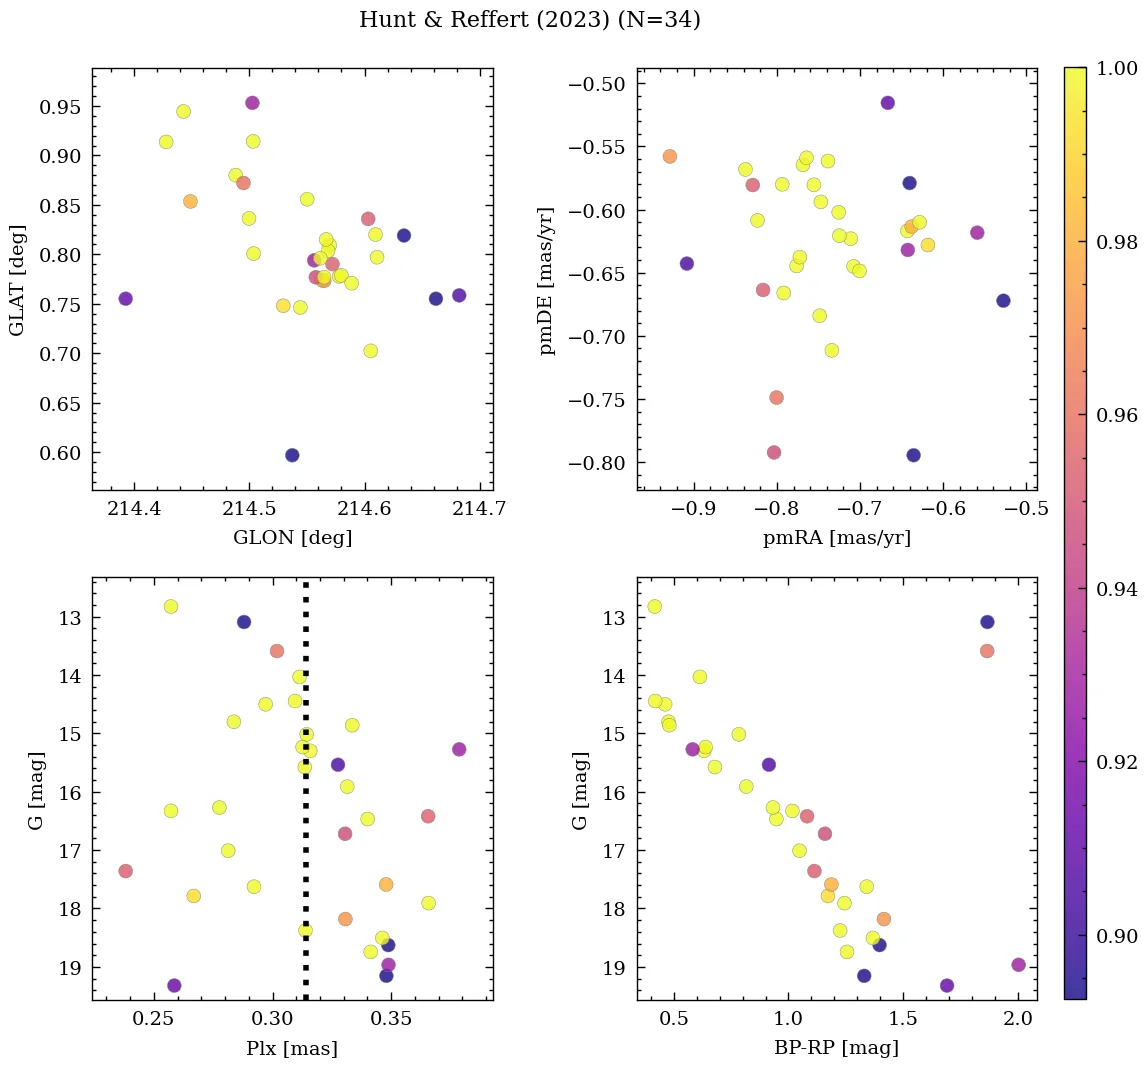 Hunt & Reffert (2023) (N=34)
0.95
0.90
0.85
0.80
0.75
0.70
0.65
0.60
GLAT [deg]
214.4 214.5 214.6 214.7
GLON [deg]
−0.50
−0.55
−0.60
−0.65
−0.70
−0.75
−0.80
pmDE [mas/yr]
−0.9 −0.8 −0.7 −0.6 −0.5
pmRA [mas/yr]
13
14
15
16
17
18
19
G [mag]
0.25 0.30 0.35
Plx [mas]
13
14
15
16
17
18
19
G [mag]
0.5 1.0 1.5 2.0
BP-RP [mag]
1.00
0.98
0.96
0.94
0.92
0.90